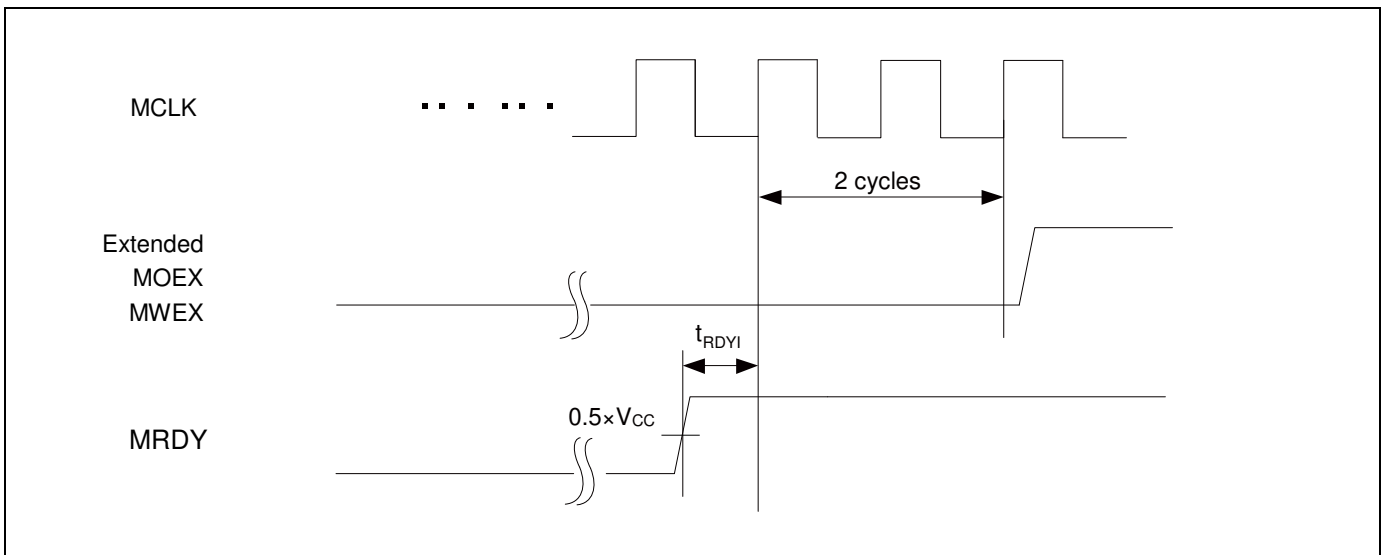 MCLK
2 cycles
Extended
MOEX
MWEX
tRDYI
0.5×VCC
MRDY